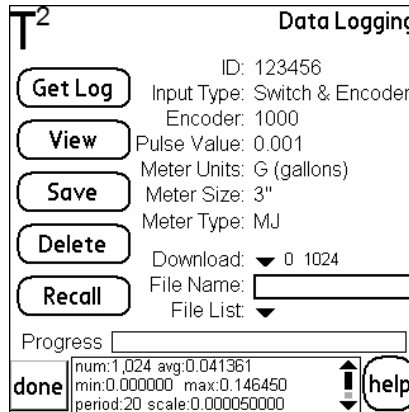 T2 Data Logging
ID: 123456
Get Log
Input Type: Switch & Encoder
Encoder: 1000
View
Pulse Value: 0.001
Meter Units: G (gallons)
Save
Meter Size: 3"
Meter Type: MJ
Delete
Download: 0 1024
Recall
File Name:
File List:
Progress
done
num:1,024 avg:0.041361
min:0.000000 max:0.146450
period:20 scale:0.000050000
help